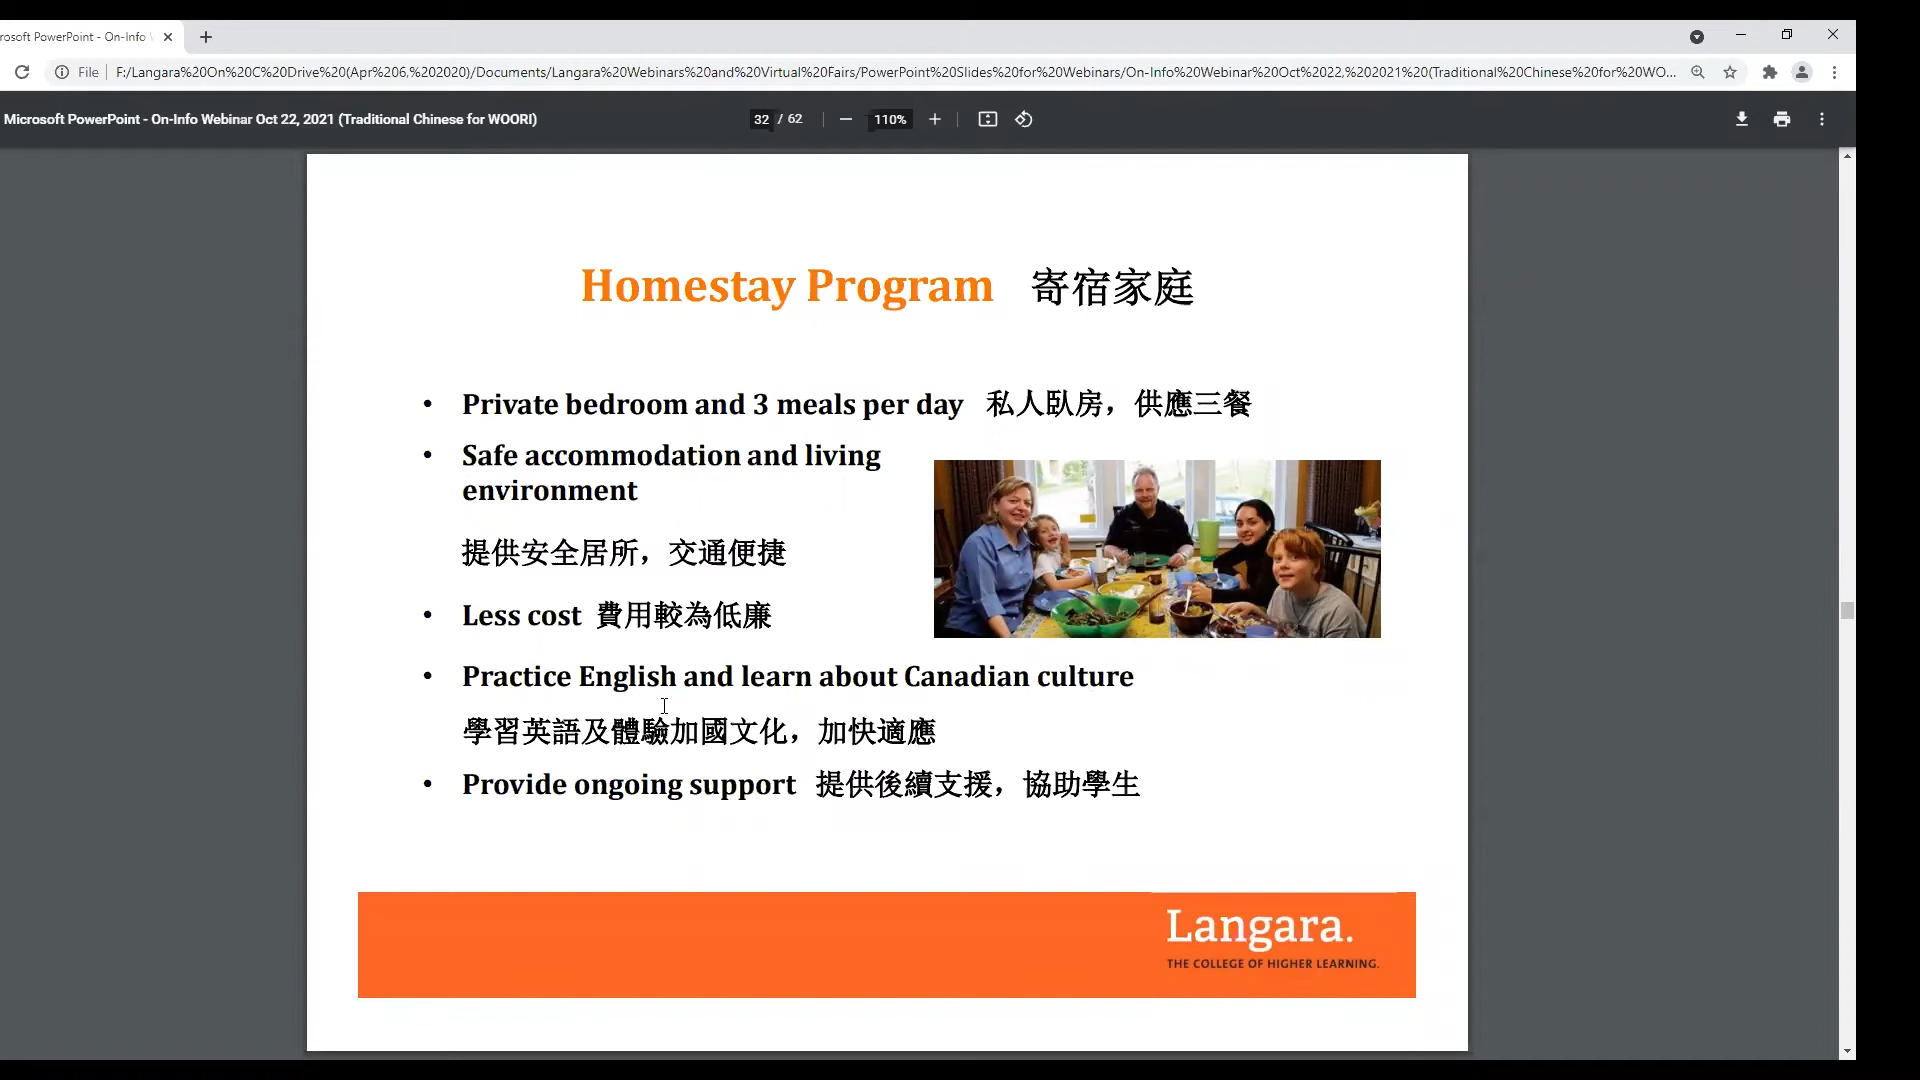 rosoft PowerPoint - On-Info
File F:/Langara%20On%20C%20Drive%20(Apr%206,%202020)/Documents/Langara%20Webinars%20and%20Virtual%20Fairs/PowerPoint%20Slides%20for%20Webinars/On-Info%20Webinar%20Oct%2022,%202021%20(Traditional%20Chinese%20for%20WO...
Microsoft PowerPoint - On-Info Webinar Oct 22, 2021 (Traditional Chinese for WOORI) 32 / 62 110%
Homestay Program 寄宿家庭
• Private bedroom and 3 meals per day 私人臥房，供應三餐
• Safe accommodation and living
environment
提供安全居所，交通便捷
• Less cost 費用較為低廉
• Practice English and learn about Canadian culture
學習英語及體驗加國文化，加快適應
• Provide ongoing support 提供後續支援，協助學生
Langara.
THE COLLEGE OF HIGHER LEARNING.